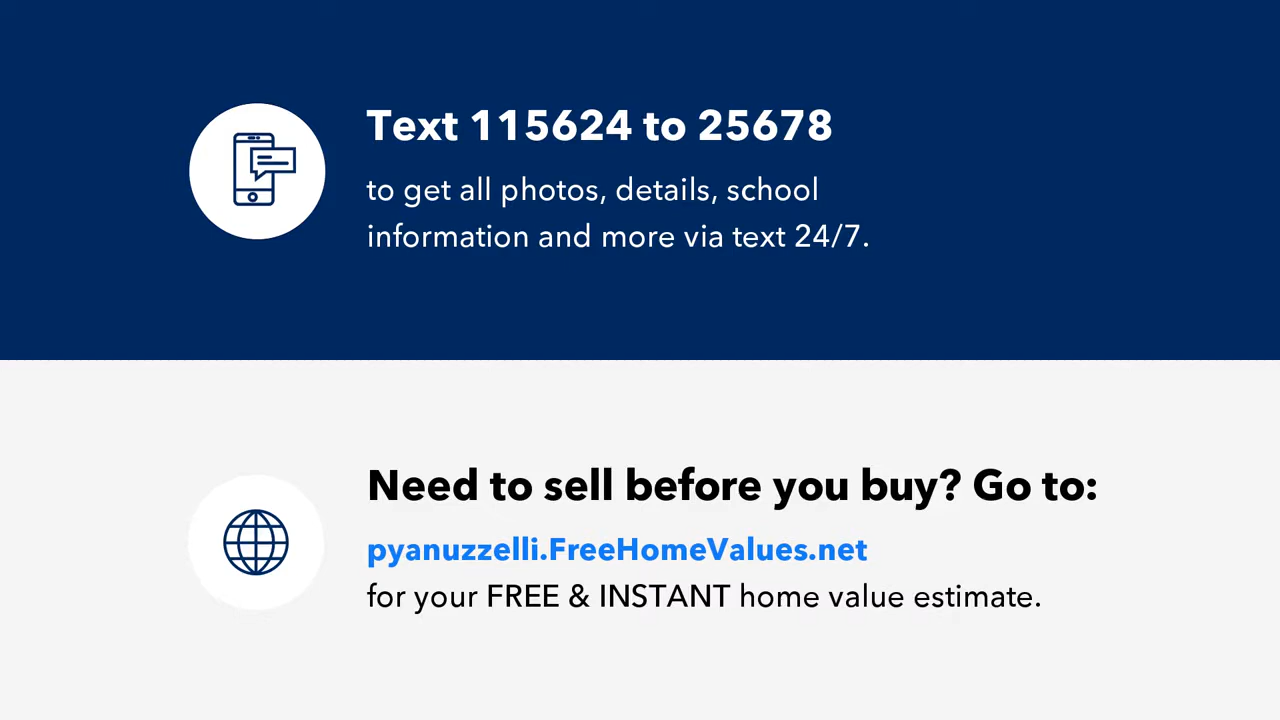 Text 115624 to 25678
to get all photos, details, school
information and more via text 24/7.
Need to sell before you buy? Go to:
pyanuzzelli.FreeHomeValues.net
for your FREE & INSTANT home value estimate.